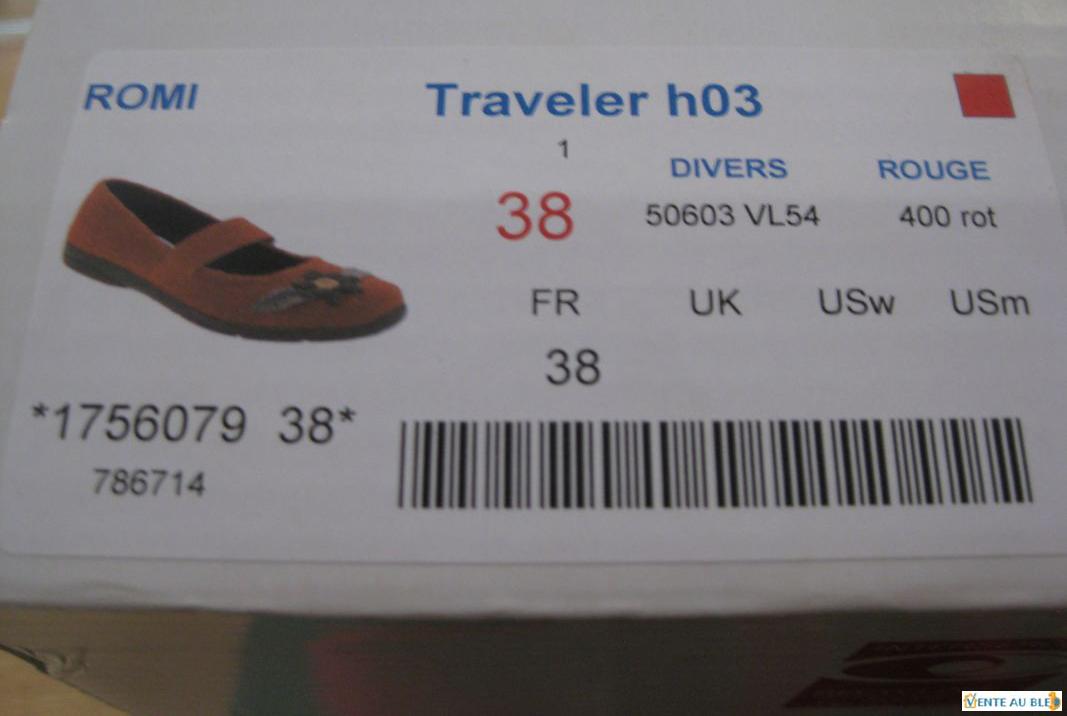 ROMI Traveler h03
1
DIVERS ROUGE
38 50603 VL54 400 rot
FR UK USw USm
38
*1756079 38*
786714
VENTE AU BLE